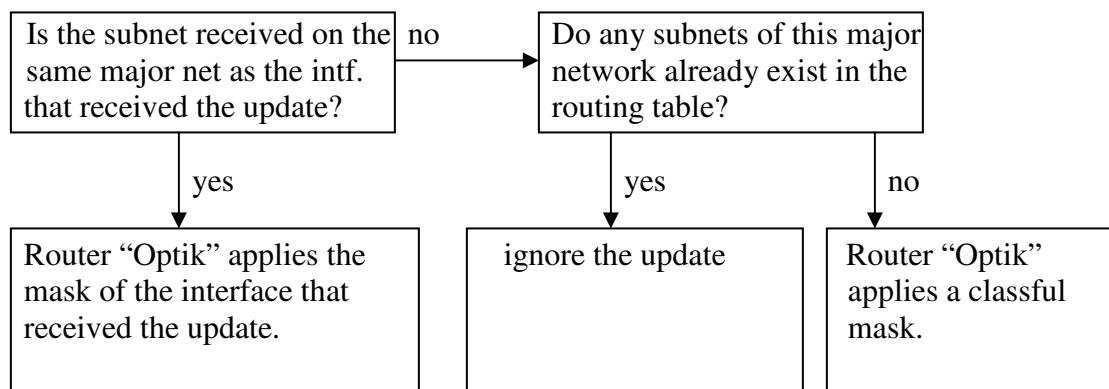 Is the subnet received on the
same major net as the intf.
that received the update?
no
Do any subnets of this major
network already exist in the
routing table?
yes
yes
no
Router “Optik” applies the
mask of the interface that
received the update.
ignore the update
Router “Optik”
applies a classful
mask.